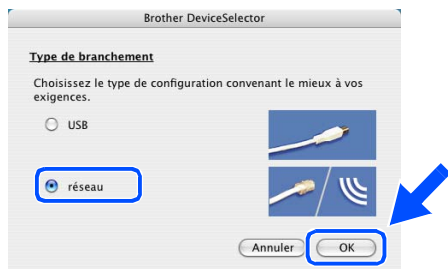 Brother DeviceSelector
Type de branchement
Choisissez le type de configuration convenant le mieux à vos
exigences.
USB
réseau
Annuler
OK